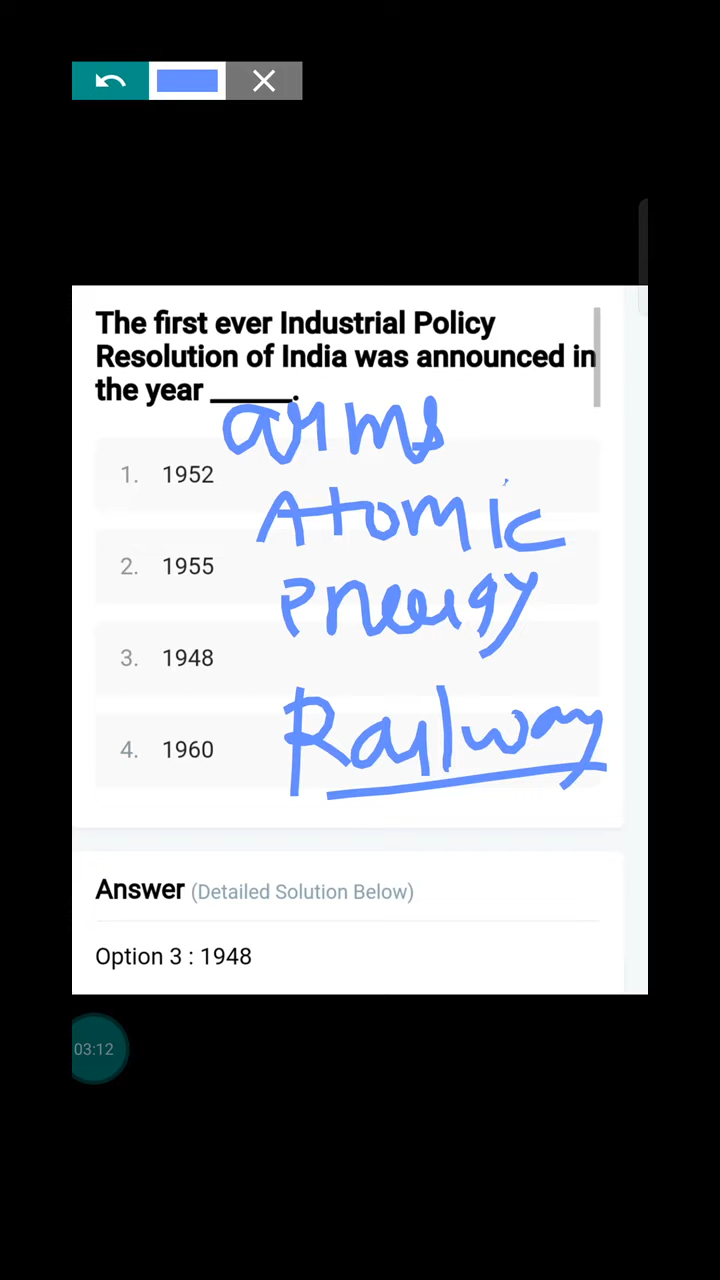 The first ever Industrial Policy
Resolution of India was announced in
the year ______.
arms
1. 1952
Atomic
2. 1955
energy
3. 1948
Railway
4. 1960
Answer (Detailed Solution Below)
Option 3 : 1948
03:12